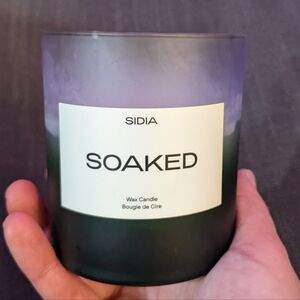 SIDIA
SOAKED
Wax Candle
Bougie de Cire